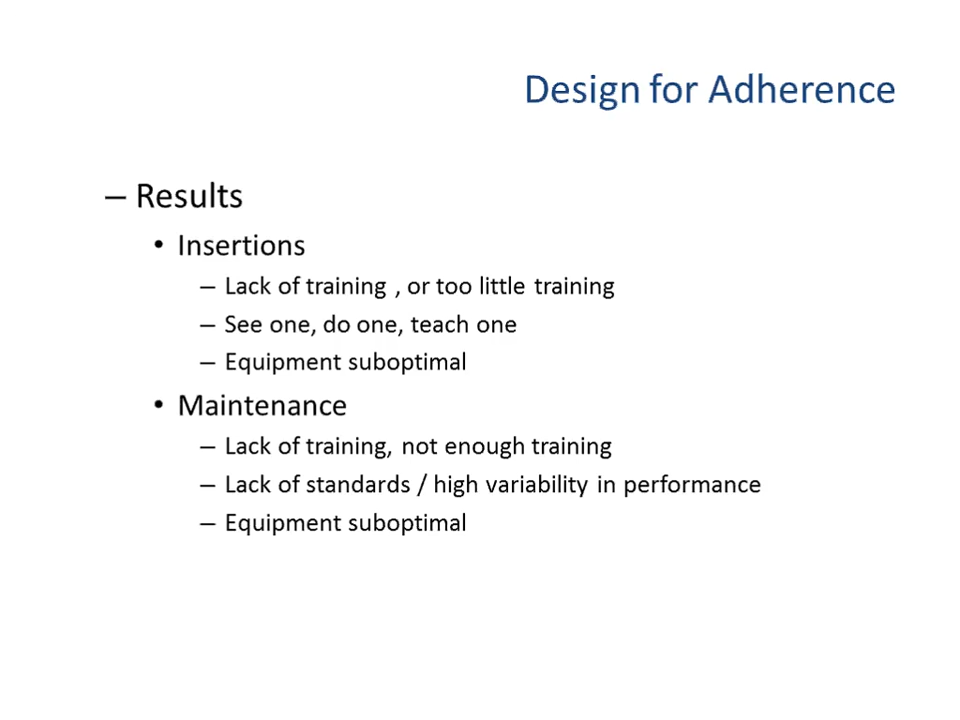 Design for Adherence
– Results
• Insertions
– Lack of training , or too little training
– See one, do one, teach one
– Equipment suboptimal
• Maintenance
– Lack of training, not enough training
– Lack of standards / high variability in performance
– Equipment suboptimal